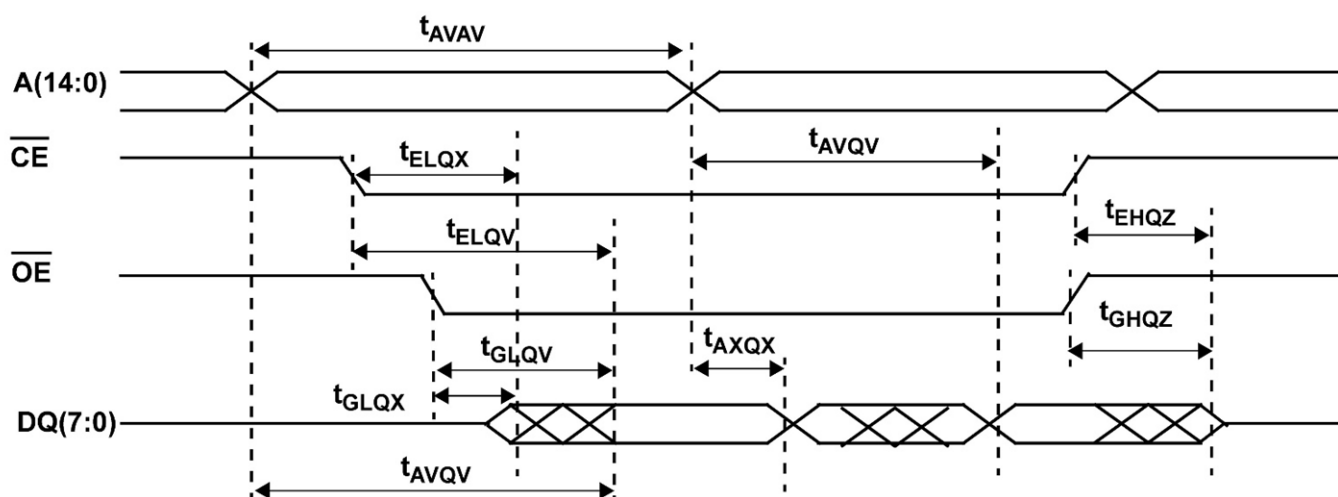 tAVAV
A(14:0)
CE
tELQX
tAVQV
tELQV
tEHQZ
OE
tGLQV
tAXQX
tGHQZ
tGLQX
DQ(7:0)
tAVQV